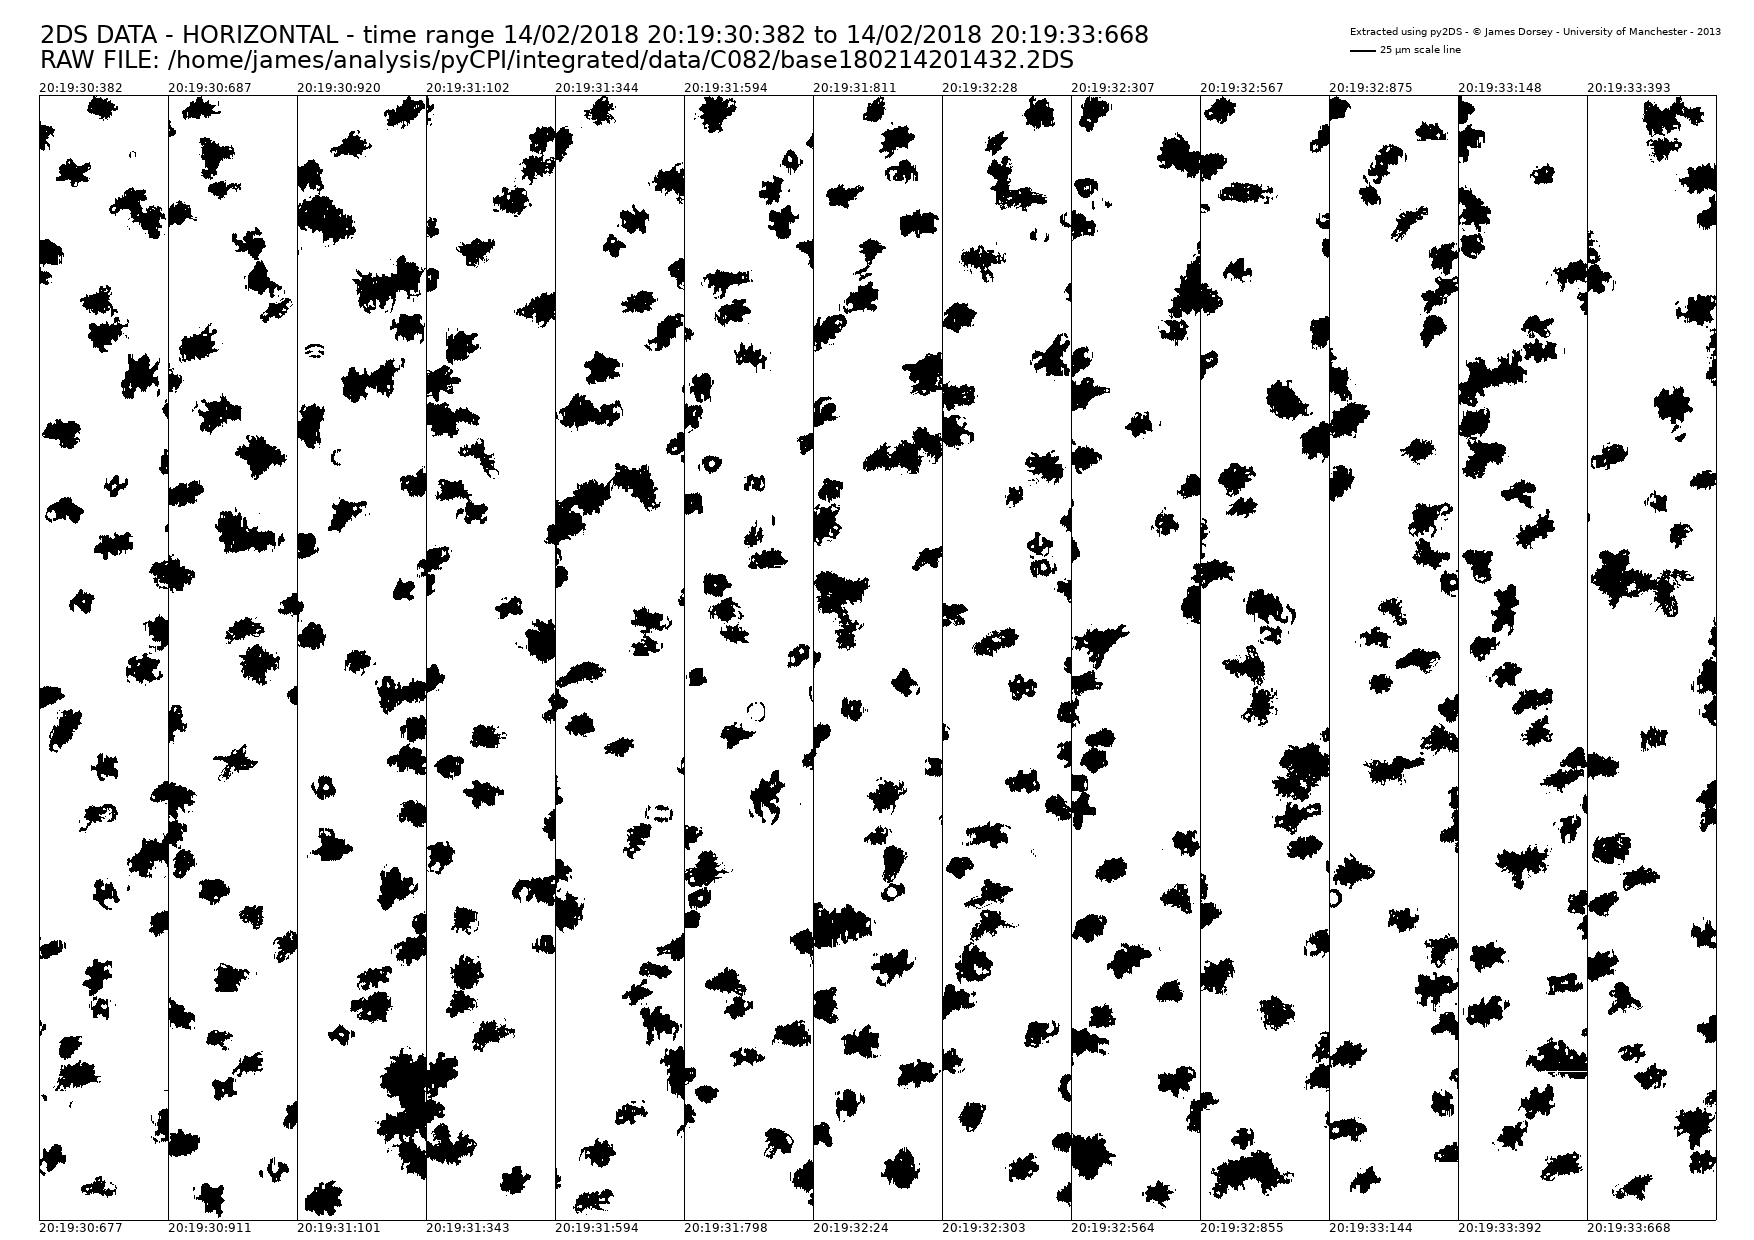 2DS DATA - HORIZONTAL - time range 14/02/2018 20:19:30:382 to 14/02/2018 20:19:33:668
RAW FILE: /home/james/analysis/pyCPI/integrated/data/C082/base180214201432.2DS
Extracted using py2DS - © James Dorsey - University of Manchester - 2013
25 µm scale line
20:19:30:382 20:19:30:687 20:19:30:920 20:19:31:102 20:19:31:344 20:19:31:594 20:19:31:811 20:19:32:28 20:19:32:307 20:19:32:567 20:19:32:875 20:19:33:148 20:19:33:393
20:19:30:677 20:19:30:911 20:19:31:101 20:19:31:343 20:19:31:594 20:19:31:798 20:19:32:24 20:19:32:303 20:19:32:564 20:19:32:855 20:19:33:144 20:19:33:392 20:19:33:668